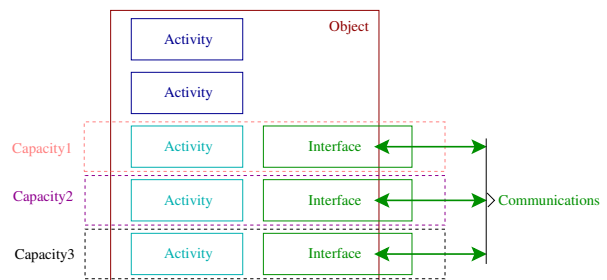 Object
Activity
Activity
Capacity1 Activity Interface
Capacity2 Activity Interface Communications
Capacity3 Activity Interface